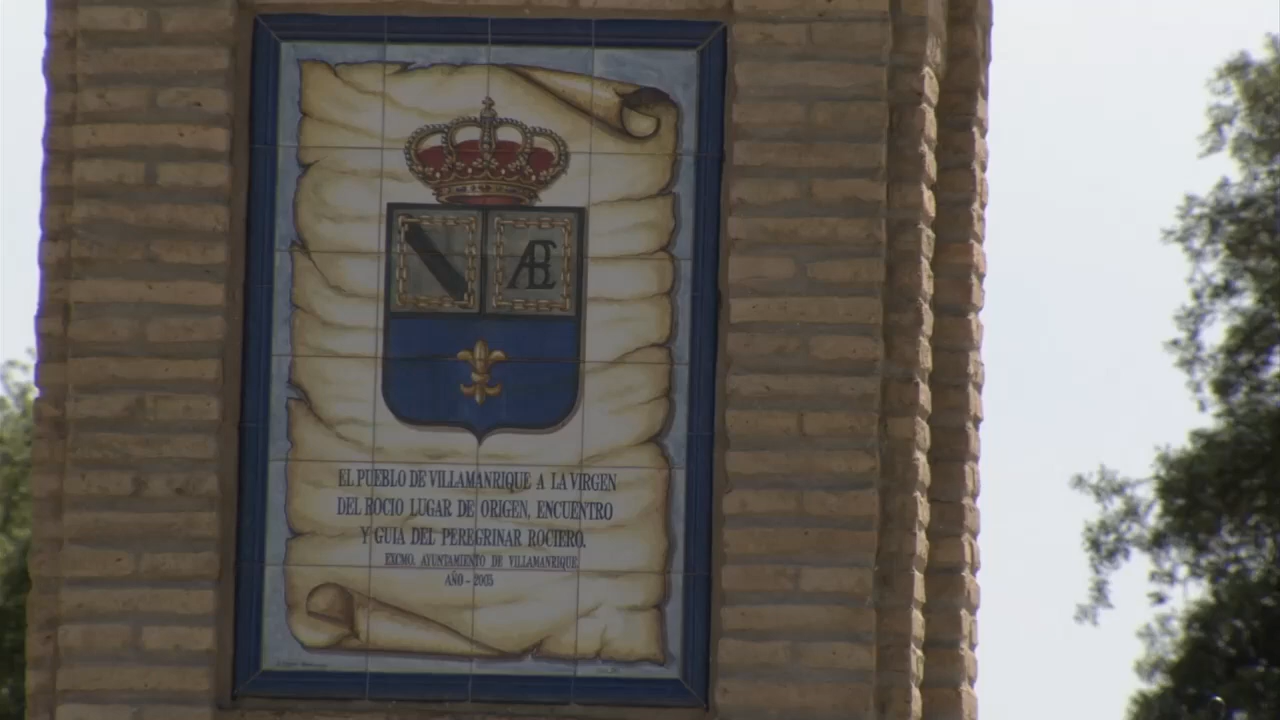 EL PUEBLO DE VILLAMANRIQUE A LA VIRGEN
DEL ROCIO LUGAR DE ORIGEN, ENCUENTRO
Y GUIA DEL PEREGRINAR ROCIERO.
EXCMO. AYUNTAMIENTO DE VILLAMANRIQUE
AÑO - 2005